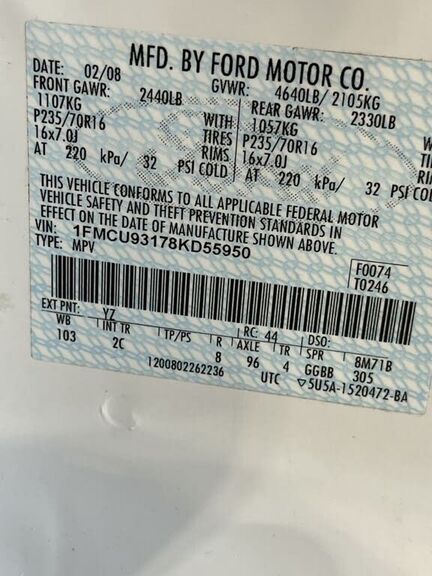 MFD. BY FORD MOTOR CO.
DATE: 02/08 GVWR: 4640LB/ 2105KG
FRONT GAWR: 2440LB REAR GAWR: 2330LB
1107KG WITH 1057KG
P235/70R16 TIRES P235/70R16
16x7.0J RIMS 16x7.0J
AT 220 kPa/ 32 PSI COLD AT 220 kPa/ 32 PSI COL
THIS VEHICLE CONFORMS TO ALL APPLICABLE FEDERAL MOTOR
VEHICLE SAFETY AND THEFT PREVENTION STANDARDS IN
EFFECT ON THE DATE OF MANUFACTURE SHOWN ABOVE.
VIN: 1FMCU93178KD55950
TYPE: MPV
F0074
T0246
EXT PNT: YZ RC: 44 DSO:
WB INT TR TP/PS R AXLE TR SPR 8M71B
103 2C 8 96 4 GGBB 305
1200802262236 UTC ▽5U5A-1520472-BA